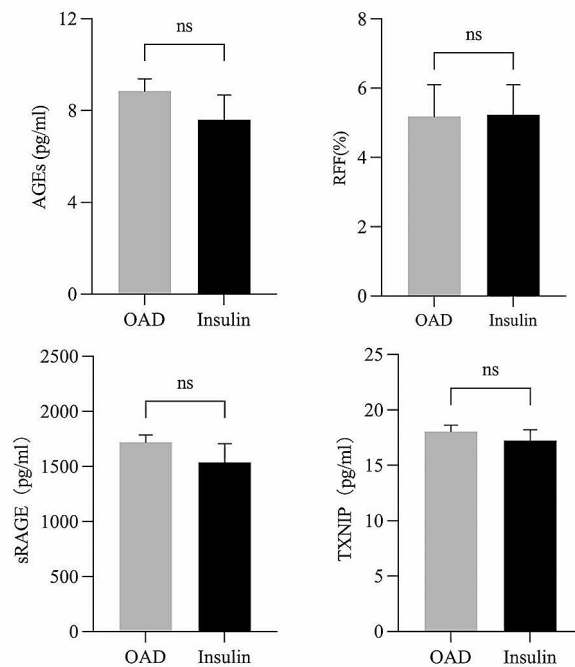 12
ns
8
AGEs (pg/ml)
4
0
OAD Insulin
8
ns
6
RFF(%)
4
2
0
OAD Insulin
2500
ns
2000
1500
sRAGE（pg/ml）
1000
500
0
OAD Insulin
25
ns
20
15
TXNIP（pg/ml）
10
5
0
OAD Insulin